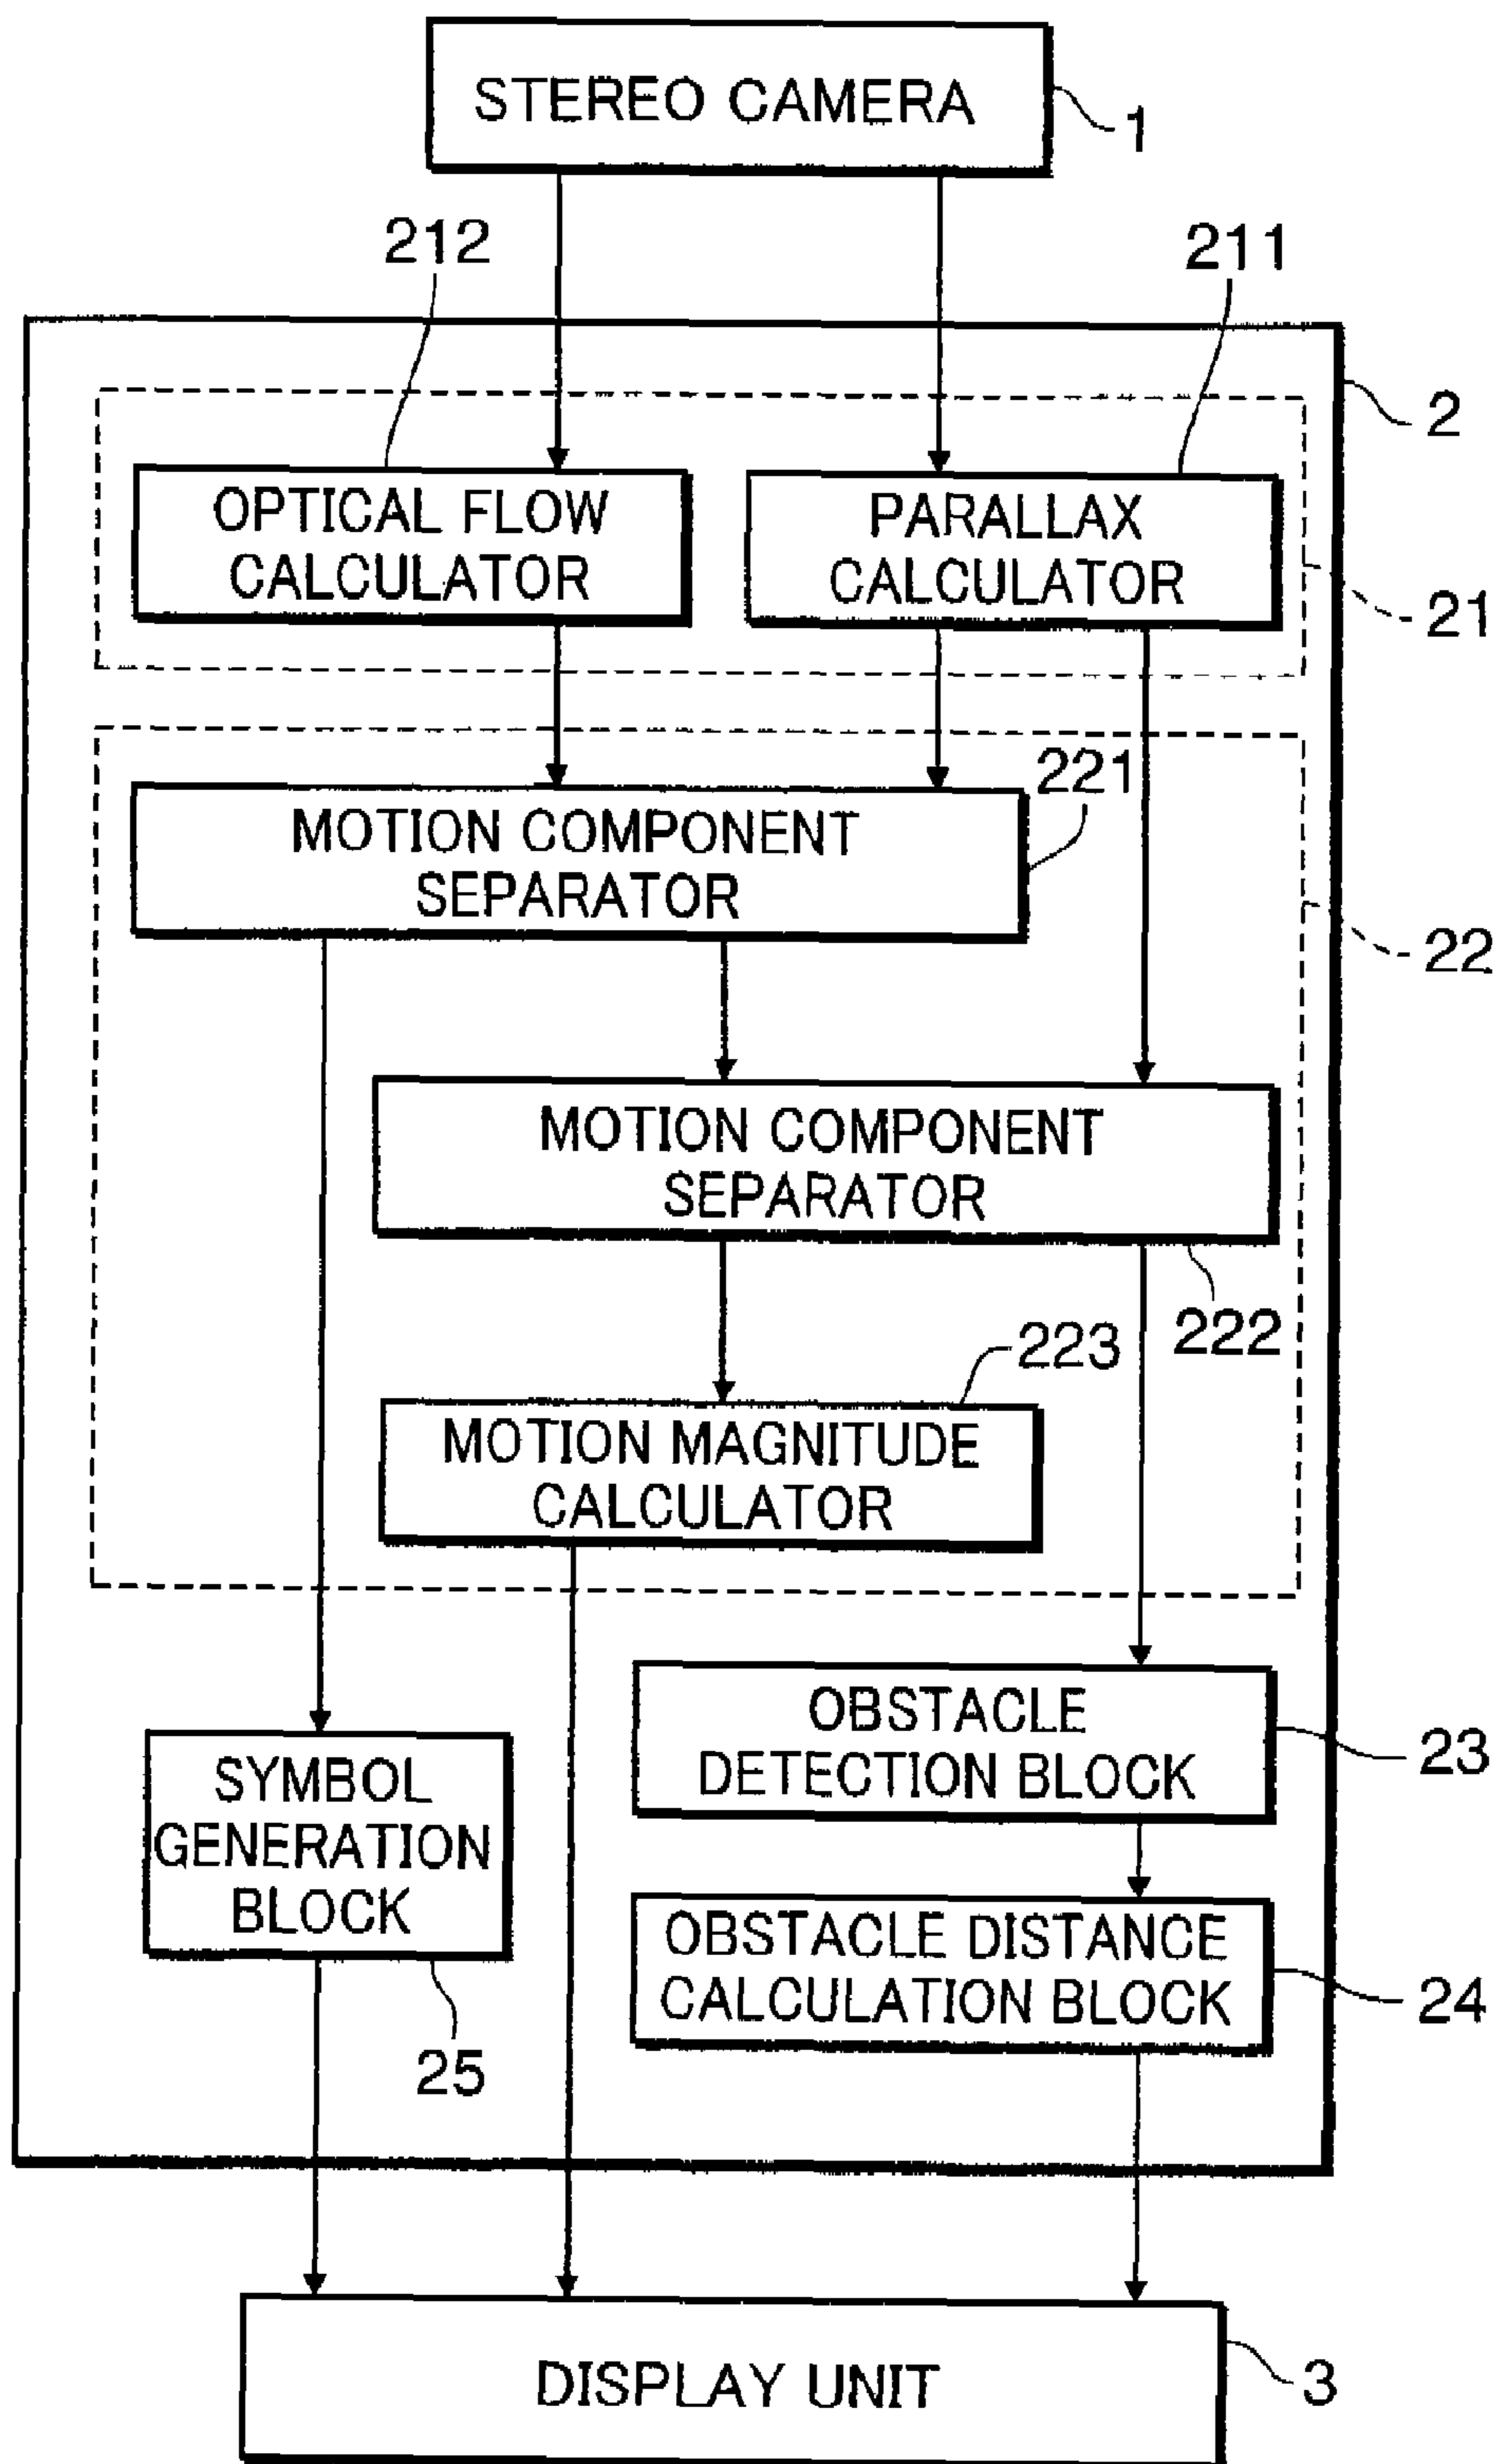 STEREO CAMERA
1
212
211
2
OPTICAL FLOW
CALCULATOR
PARALLAX
CALCULATOR
21
221
MOTION COMPONENT
SEPARATOR
22
MOTION COMPONENT
SEPARATOR
222
223
MOTION MAGNITUDE
CALCULATOR
OBSTACLE
DETECTION BLOCK
23
SYMBOL
GENERATION
BLOCK
25
OBSTACLE DISTANCE
CALCULATION BLOCK
24
DISPLAY UNIT
3